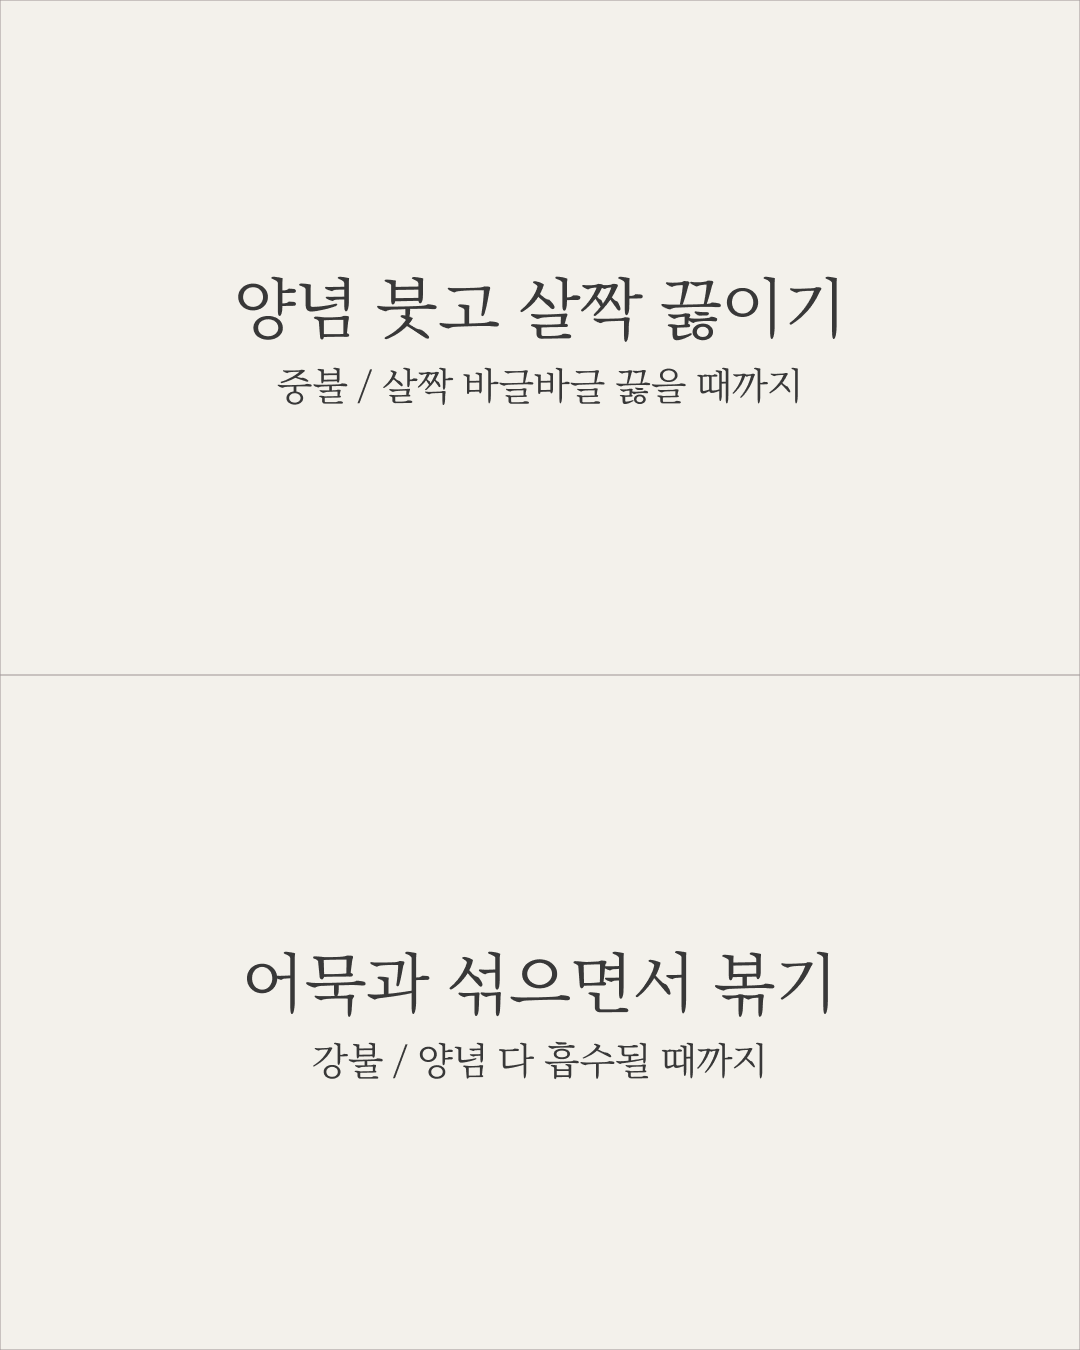 양념 붓고 살짝 끓이기
중불 / 살짝 바글바글 끓을 때까지
어묵과 섞으면서 볶기
강불 / 양념 다 흡수될 때까지